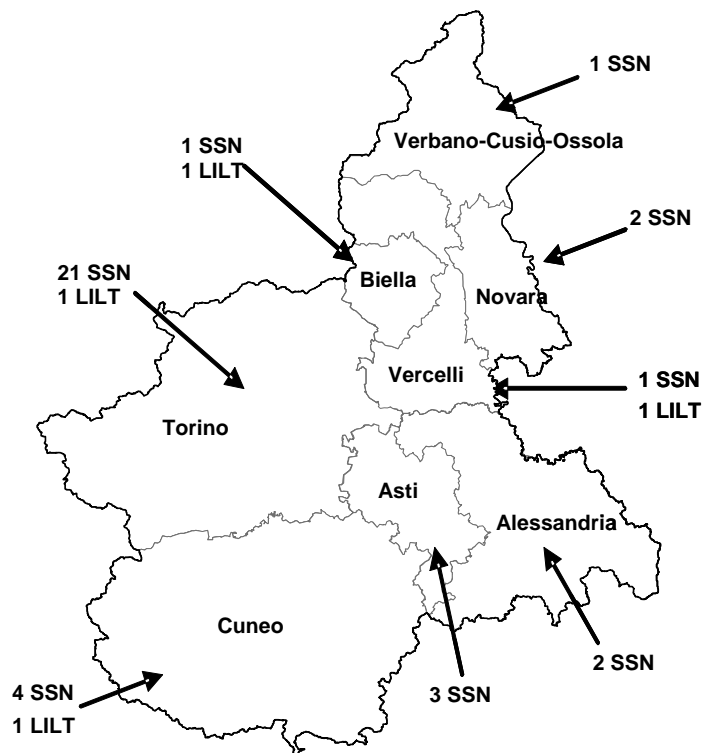 1 SSN
Verbano-Cusio-Ossola
1 SSN
1 LILT
2 SSN
21 SSN
1 LILT
Biella
Novara
Vercelli
1 SSN
1 LILT
Torino
Asti
Alessandria
Cuneo
2 SSN
4 SSN
1 LILT
3 SSN